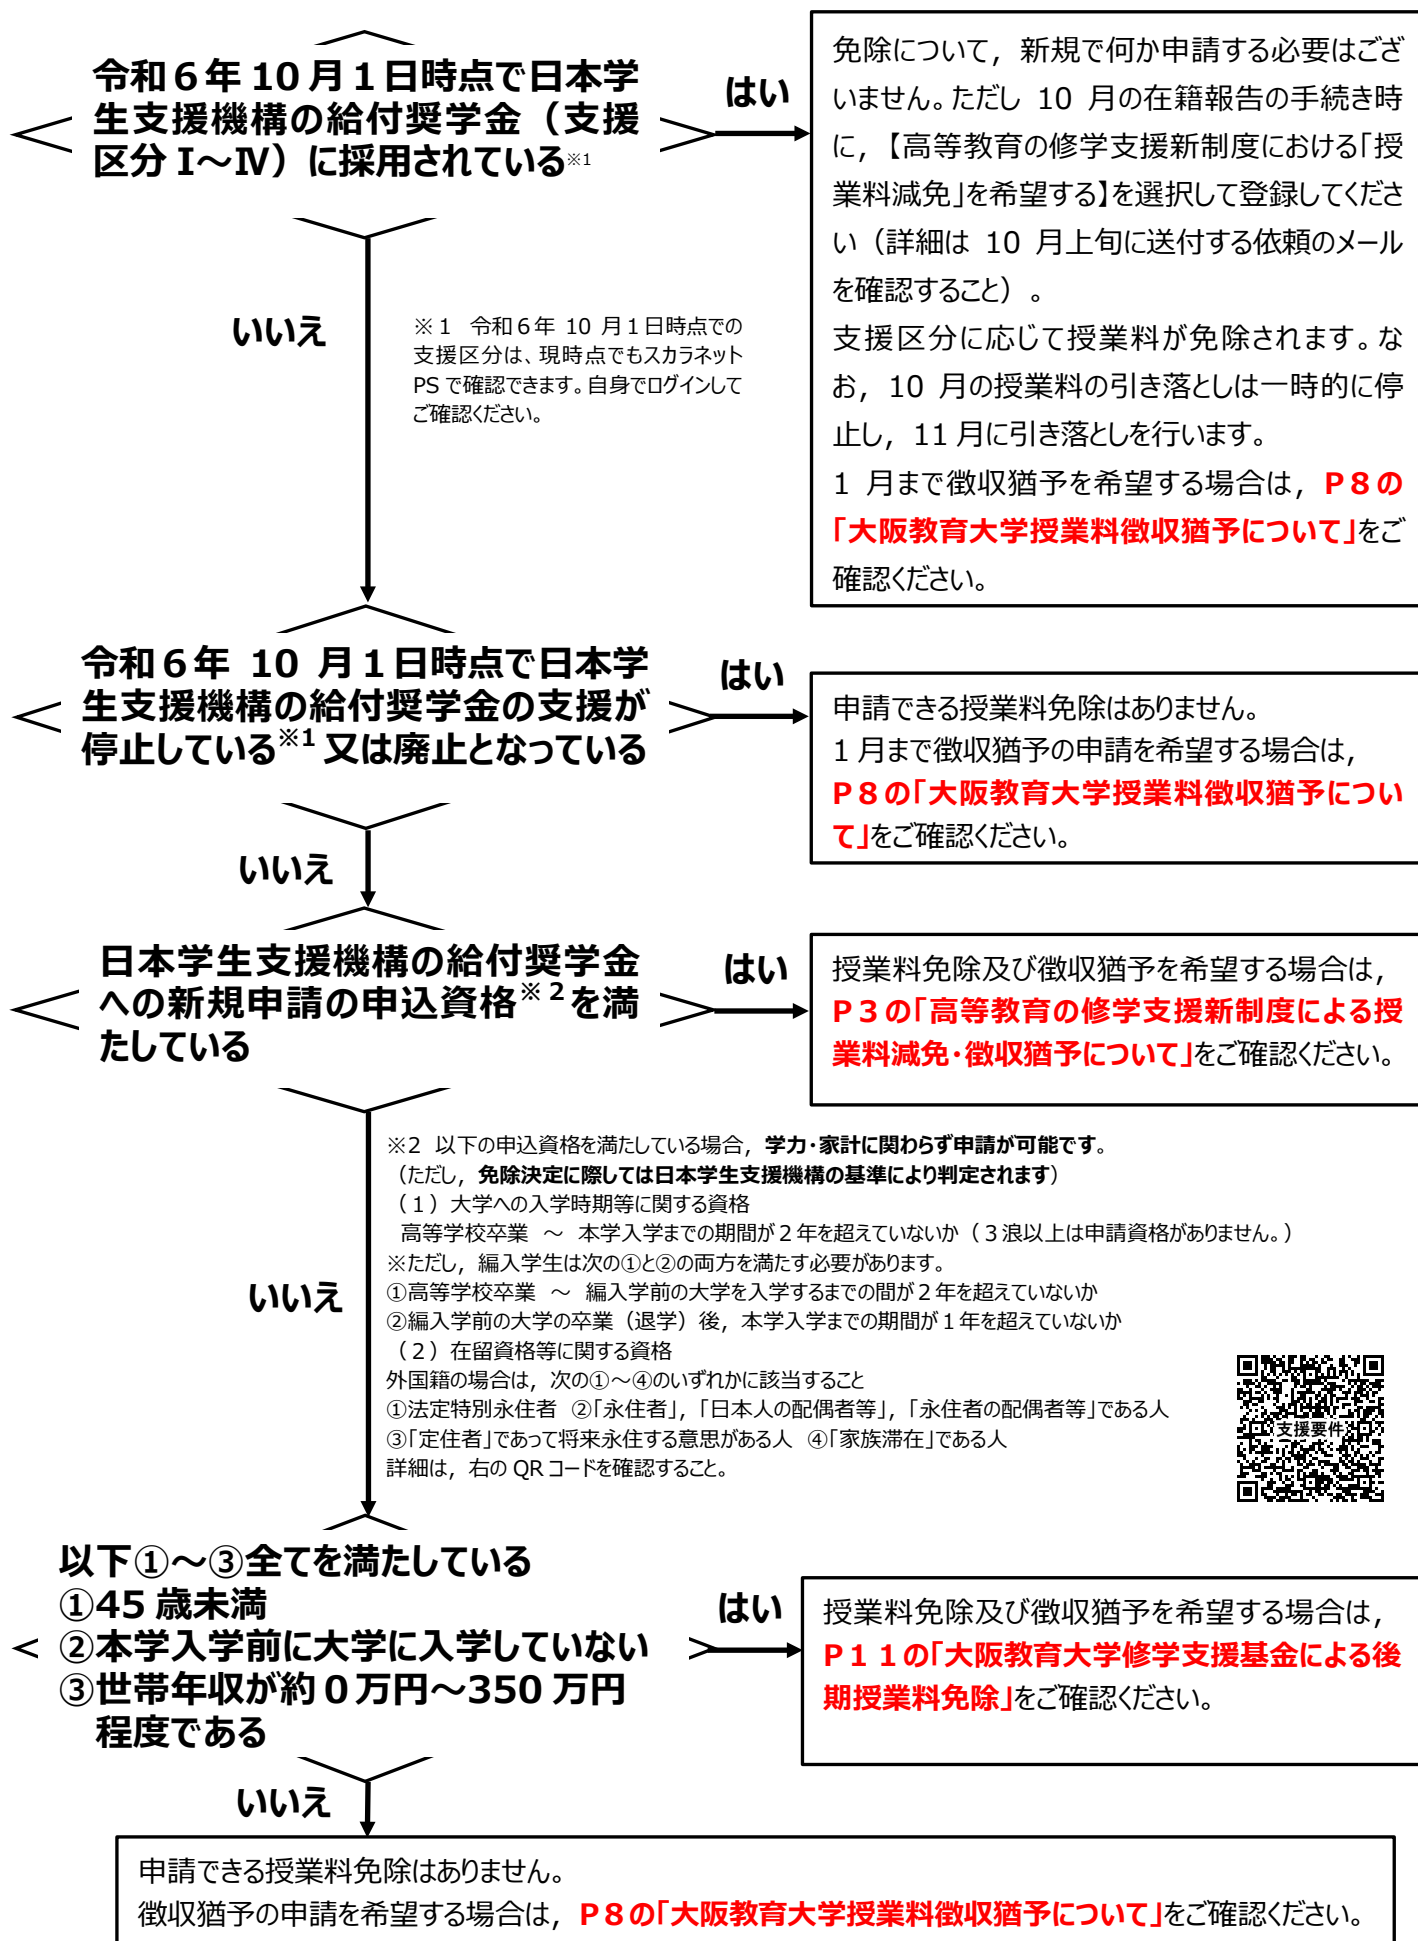 令和６年 10 月１日時点で日本学
生支援機構の給付奨学金（支援
区分Ⅰ～Ⅳ）に採用されている※1
はい
免除について，新規で何か申請する必要はござ
いません。ただし 10 月の在籍報告の手続き時
に，【高等教育の修学支援新制度における「授
業料減免」を希望する】を選択して登録してくださ
い（詳細は 10 月上旬に送付する依頼のメール
を確認すること）。
支援区分に応じて授業料が免除されます。な
お，10 月の授業料の引き落としは一時的に停
止し，11 月に引き落としを行います。
1 月まで徴収猶予を希望する場合は，P８の
「大阪教育大学授業料徴収猶予について」をご
確認ください。
いいえ
※１ 令和６年 10 月１日時点での
支援区分は、現時点でもスカラネット
PS で確認できます。自身でログインして
ご確認ください。
令和６年 10 月１日時点で日本学
生支援機構の給付奨学金の支援が
停止している※1 又は廃止となっている
はい
申請できる授業料免除はありません。
1 月まで徴収猶予の申請を希望する場合は，
P８の「大阪教育大学授業料徴収猶予につい
て」をご確認ください。
いいえ
日本学生支援機構の給付奨学金
への新規申請の申込資格※２を満
たしている
はい
授業料免除及び徴収猶予を希望する場合は，
P３の「高等教育の修学支援新制度による授
業料減免・徴収猶予について」をご確認ください。
いいえ
※2 以下の申込資格を満たしている場合，学力・家計に関わらず申請が可能です。
（ただし，免除決定に際しては日本学生支援機構の基準により判定されます）
（１）大学への入学時期等に関する資格
高等学校卒業 ～ 本学入学までの期間が２年を超えていないか（３浪以上は申請資格がありません。）
※ただし，編入学生は次の①と②の両方を満たす必要があります。
①高等学校卒業 ～ 編入学前の大学を入学するまでの間が２年を超えていないか
②編入学前の大学の卒業（退学）後，本学入学までの期間が１年を超えていないか
（２）在留資格等に関する資格
外国籍の場合は，次の①～④のいずれかに該当すること
①法定特別永住者 ②「永住者」，「日本人の配偶者等」，「永住者の配偶者等」である人
③「定住者」であって将来永住する意思がある人 ④「家族滞在」である人
詳細は，右の QR コードを確認すること。
支援要件
以下①～③全てを満たしている
①45 歳未満
②本学入学前に大学に入学していない
③世帯年収が約０万円～350 万円
程度である
はい
授業料免除及び徴収猶予を希望する場合は，
P１１の「大阪教育大学修学支援基金による後
期授業料免除」をご確認ください。
いいえ
申請できる授業料免除はありません。
徴収猶予の申請を希望する場合は，P８の「大阪教育大学授業料徴収猶予について」をご確認ください。